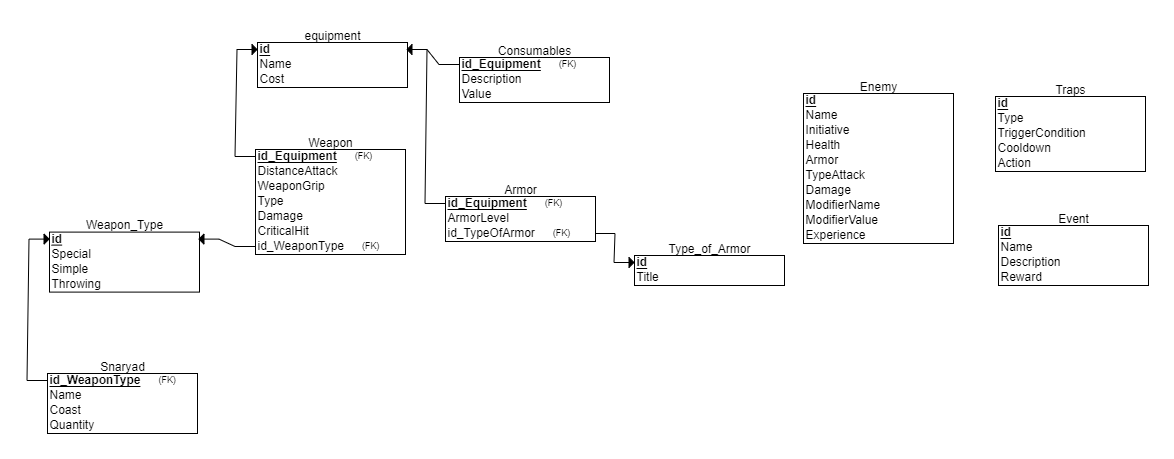 equipment
id
Name
Cost
Consumables
id_Equipment (FK)
Description
Value
Weapon
id_Equipment (FK)
DistanceAttack
WeaponGrip
Type
Damage
CriticalHit
id_WeaponType (FK)
Armor
id_Equipment (FK)
ArmorLevel
id_TypeOfArmor (FK)
Weapon_Type
id
Special
Simple
Throwing
Type_of_Armor
id
Title
Snaryad
id_WeaponType (FK)
Name
Coast
Quantity
Enemy
id
Name
Initiative
Health
Armor
TypeAttack
Damage
ModifierName
ModifierValue
Experience
Traps
id
Type
TriggerCondition
Cooldown
Action
Event
id
Name
Description
Reward